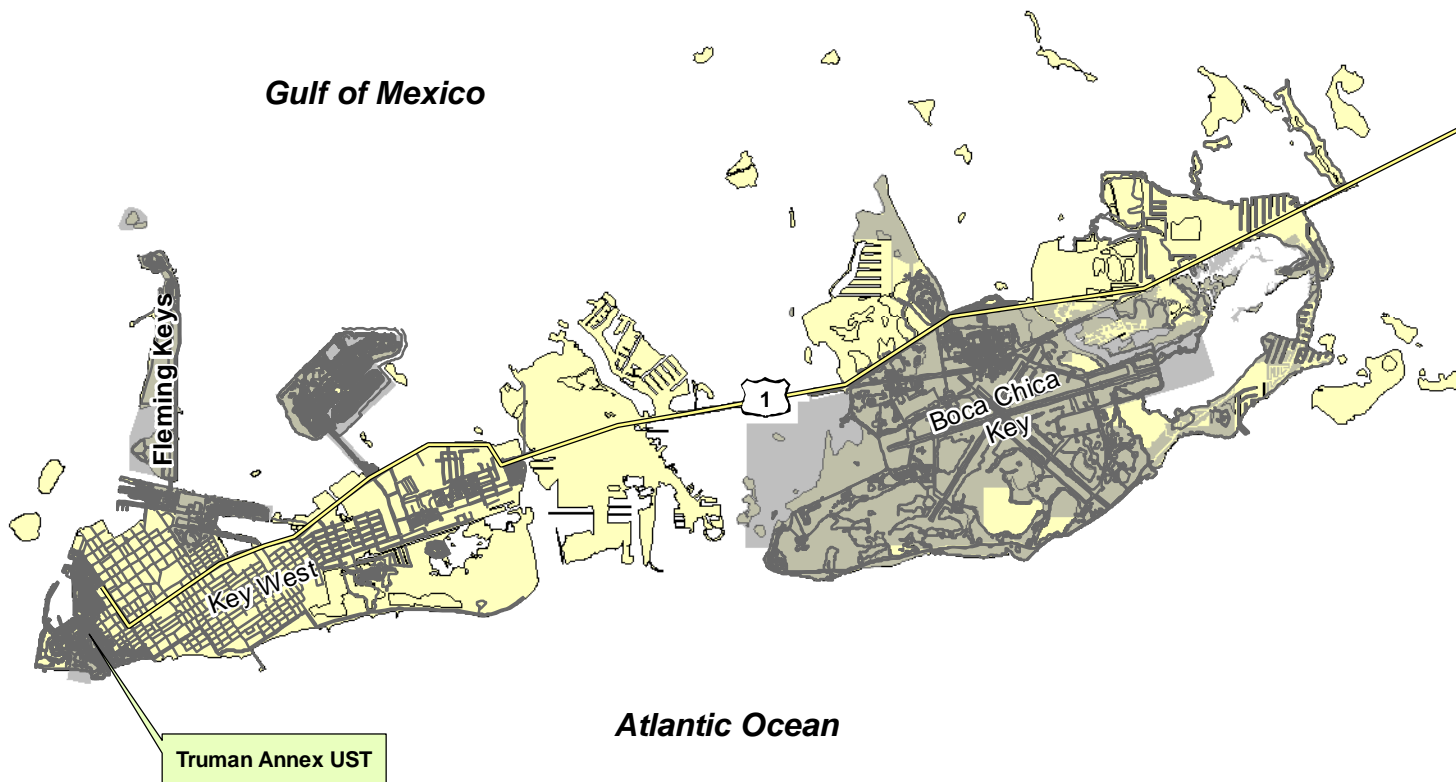 Gulf of Mexico
Fleming Keys
1
Boca Chica
Key
Key West
Atlantic Ocean
Truman Annex UST